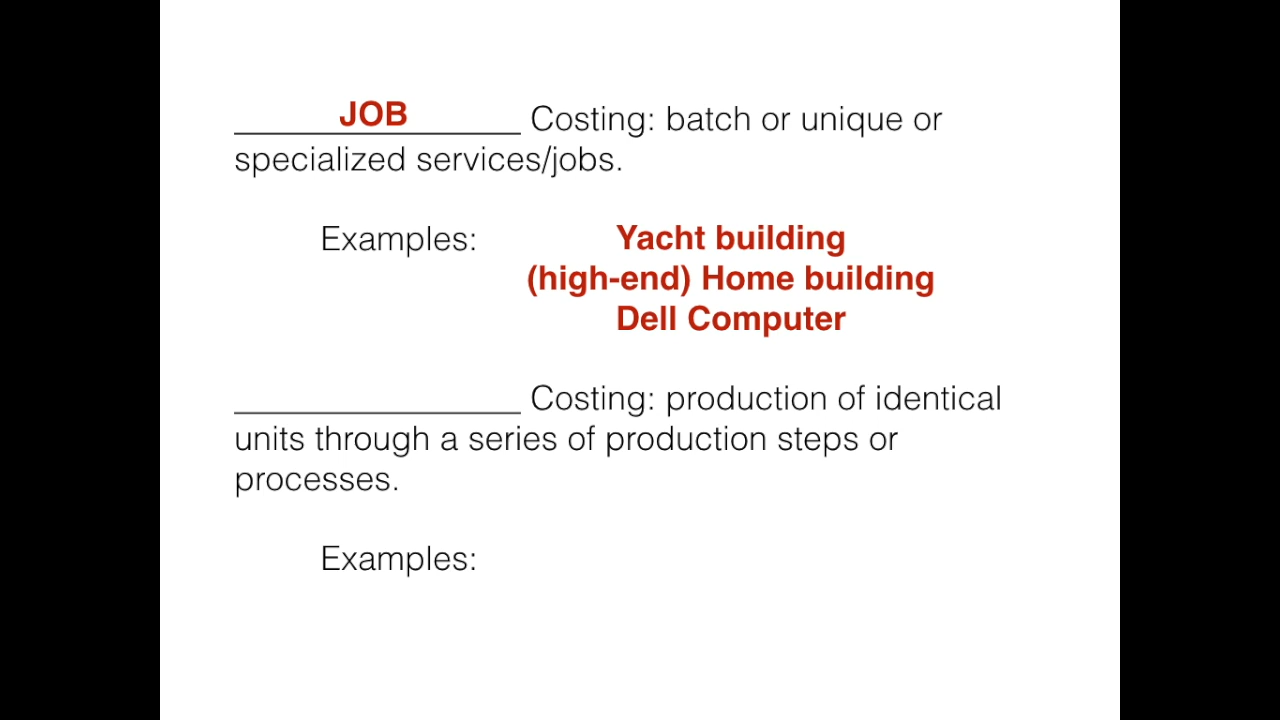 JOB Costing: batch or unique or
specialized services/jobs.
Examples: Yacht building
(high-end) Home building
Dell Computer
Costing: production of identical
units through a series of production steps or
processes.
Examples: